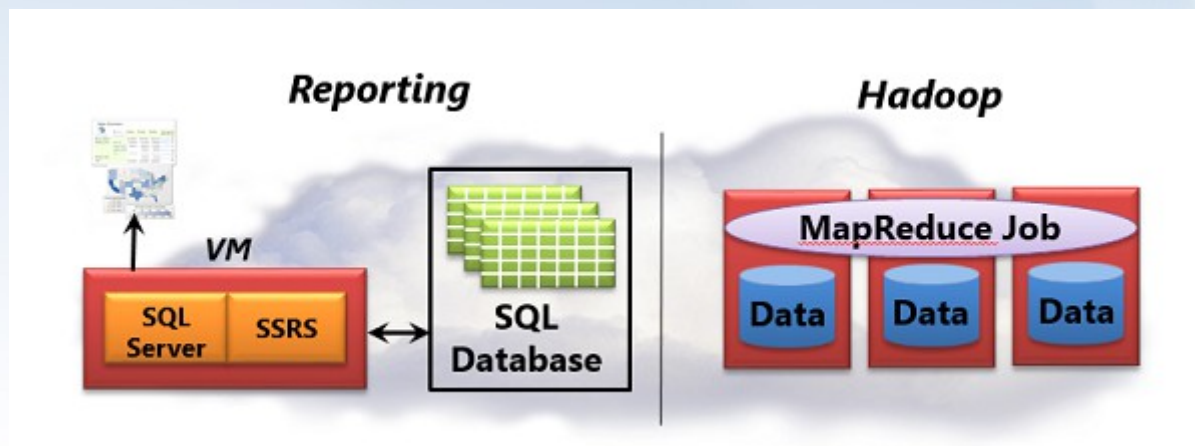 Reporting
Hadoop
VM
SQL
Server
SSRS
SQL
Database
MapReduce Job
Data
Data
Data